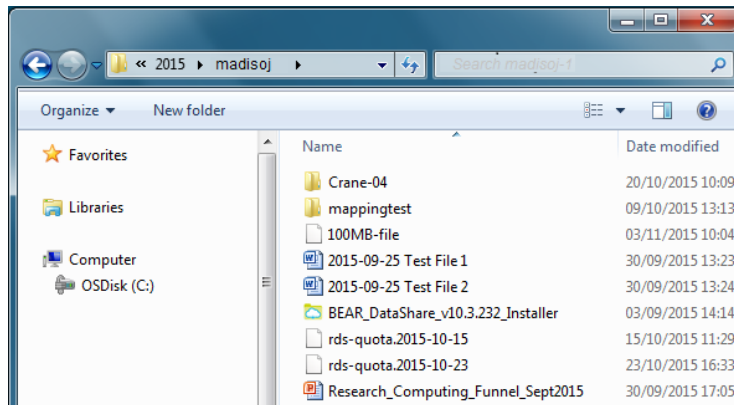 « 2015 madisoj
Search madisoj-1
Organize New folder
Favorites
Libraries
Computer
OSDisk (C:)
Name Date modified
Crane-04 20/10/2015 10:09
mappingtest 09/10/2015 13:13
100MB-file 03/11/2015 10:04
2015-09-25 Test File 1 30/09/2015 13:23
2015-09-25 Test File 2 30/09/2015 13:24
BEAR_DataShare_v10.3.232_Installer 03/09/2015 14:14
rds-quota.2015-10-15 15/10/2015 11:29
rds-quota.2015-10-23 23/10/2015 16:33
Research_Computing_Funnel_Sept2015 30/09/2015 17:05